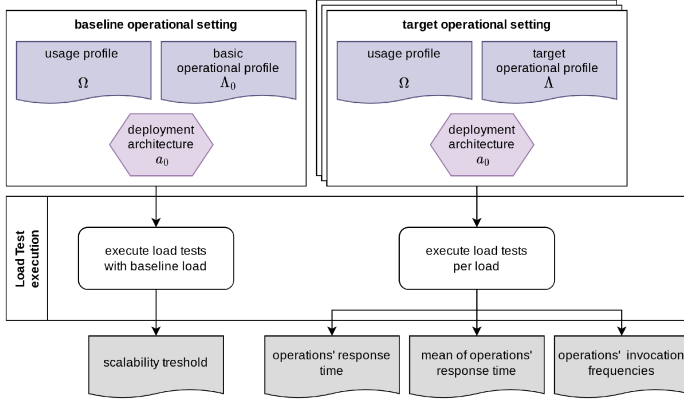 baseline operational setting
usage profile
Ω
basic
operational profile
Λ₀
deployment
architecture
a₀
target operational setting
usage profile
Ω
target
operational profile
Λ
deployment
architecture
a₀
Load Test
execution
execute load tests
with baseline load
execute load tests
per load
scalability treshold
operations' response
time
mean of operations'
response time
operations' invocation
frequencies